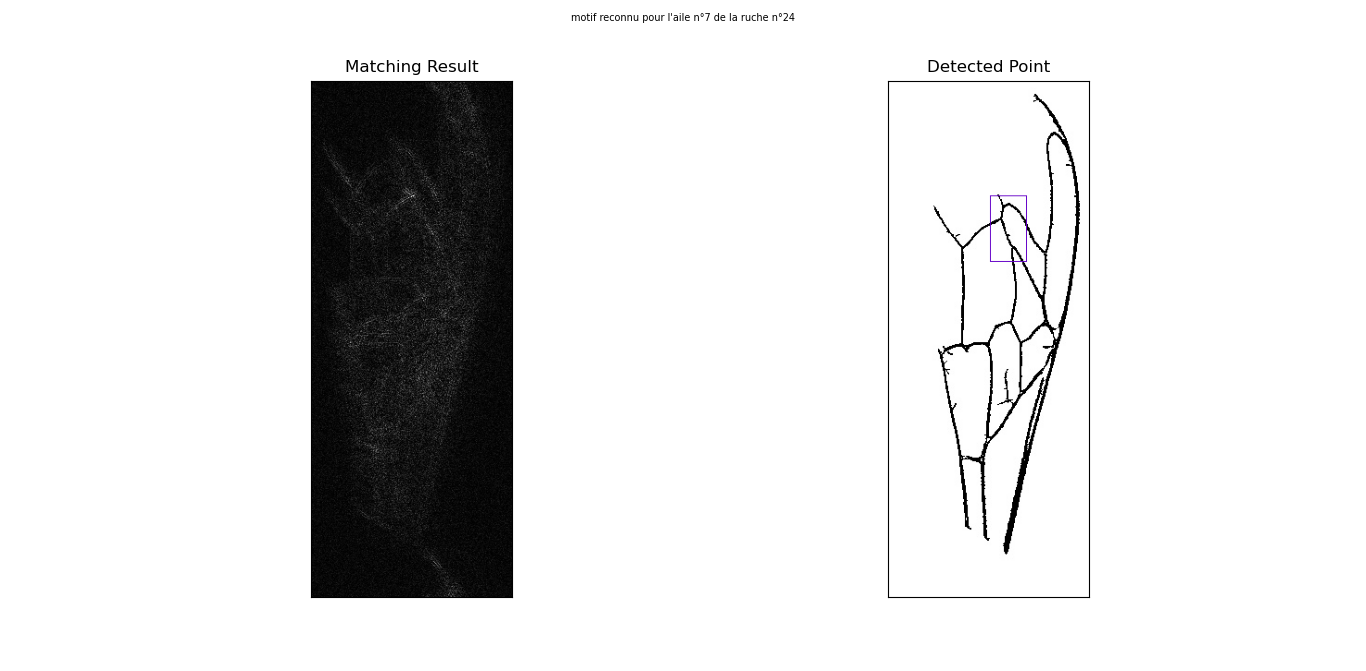 motif reconnu pour l'aile n°7 de la ruche n°24
Matching Result
Detected Point